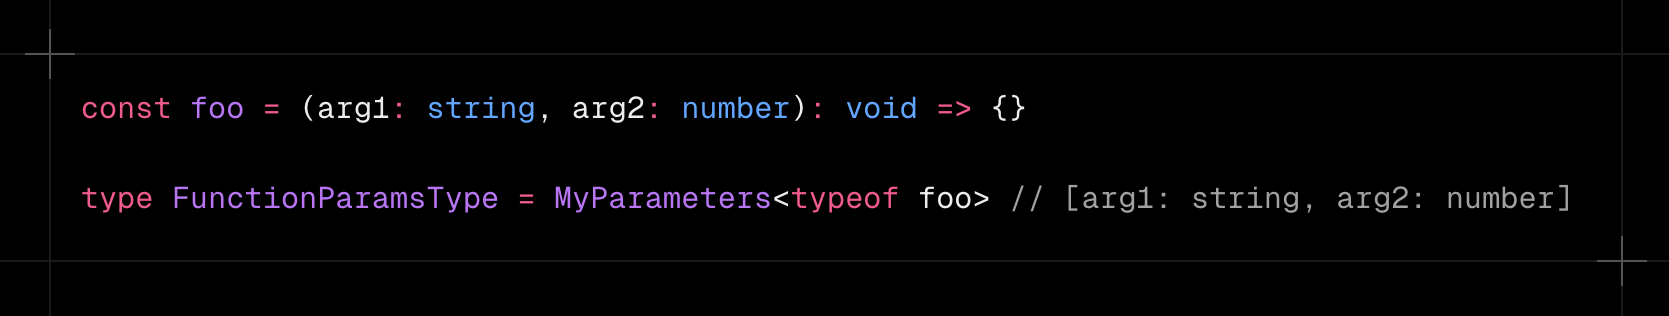 const foo = (arg1: string, arg2: number): void => {}
type FunctionParamsType = MyParameters<typeof foo> // [arg1: string, arg2: number]